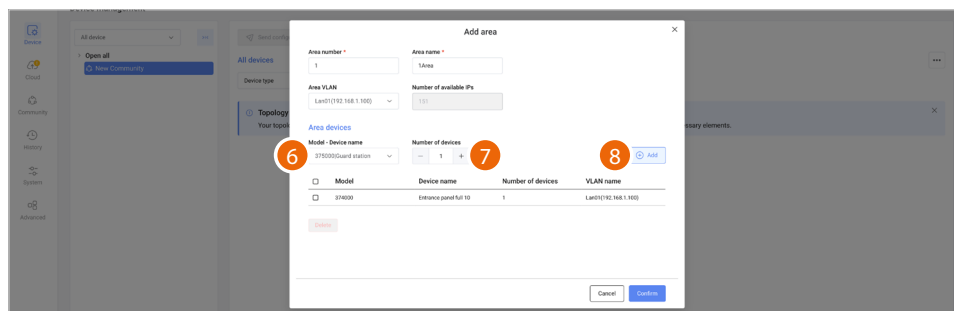 Device management
Add area
Device
All device
Open all
New Community
Cloud
Community
History
System
Advanced
All devices
Device type
Topology
Area number *
Area name *
1
1Area
Area VLAN
Number of available IPs
Lan01(192.168.1.100)
151
Area devices
Model - Device name
Number of devices
6
375000|Guard station
1
7
8
Add
Model
Device name
Number of devices
VLAN name
374000
Entrance panel full 10
1
Lan01(192.168.1.100)
Delete
Cancel
Confirm
Your topol
ssary elements.